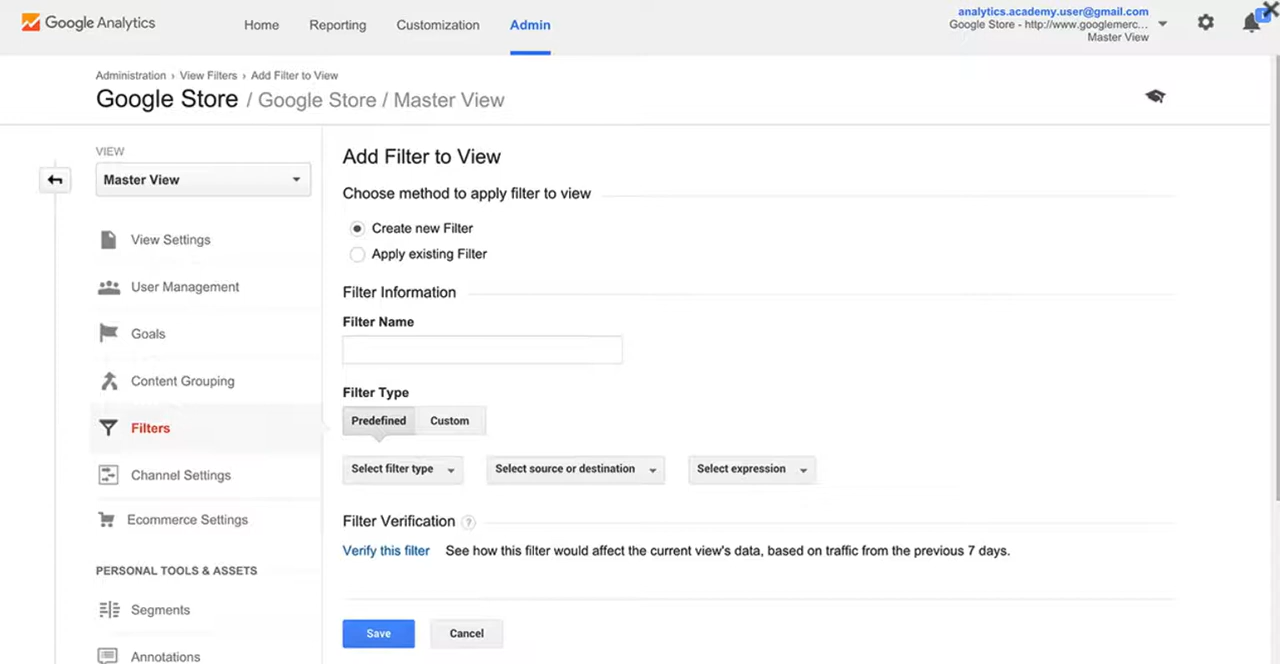 Google Analytics
Home Reporting Customization Admin
analytics.academy.user@gmail.com
Google Store - http://www.googlemerc...
Master View
Administration › View Filters › Add Filter to View
Google Store / Google Store / Master View
VIEW
Master View
View Settings
User Management
Goals
Content Grouping
Filters
Channel Settings
Ecommerce Settings
PERSONAL TOOLS & ASSETS
Segments
Annotations
Add Filter to View
Choose method to apply filter to view
Create new Filter
Apply existing Filter
Filter Information
Filter Name
Filter Type
Predefined Custom
Select filter type Select source or destination Select expression
Filter Verification ?
Verify this filter See how this filter would affect the current view's data, based on traffic from the previous 7 days.
Save Cancel